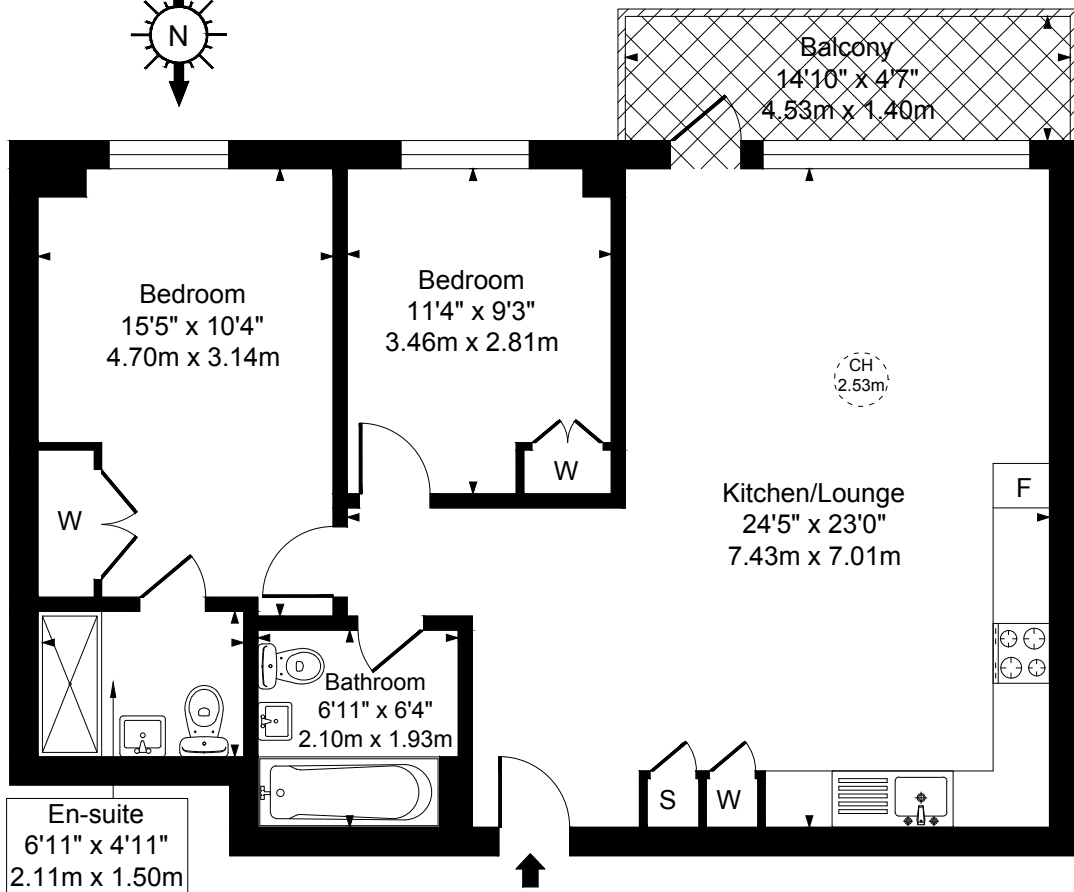 N
Balcony
14'10" x 4'7"
4.53m x 1.40m
Bedroom
15'5" x 10'4"
4.70m x 3.14m
Bedroom
11'4" x 9'3"
3.46m x 2.81m
CH
2.53m
W
W
Kitchen/Lounge
24'5" x 23'0"
7.43m x 7.01m
F
Bathroom
6'11" x 6'4"
2.10m x 1.93m
S
W
En-suite
6'11" x 4'11"
2.11m x 1.50m